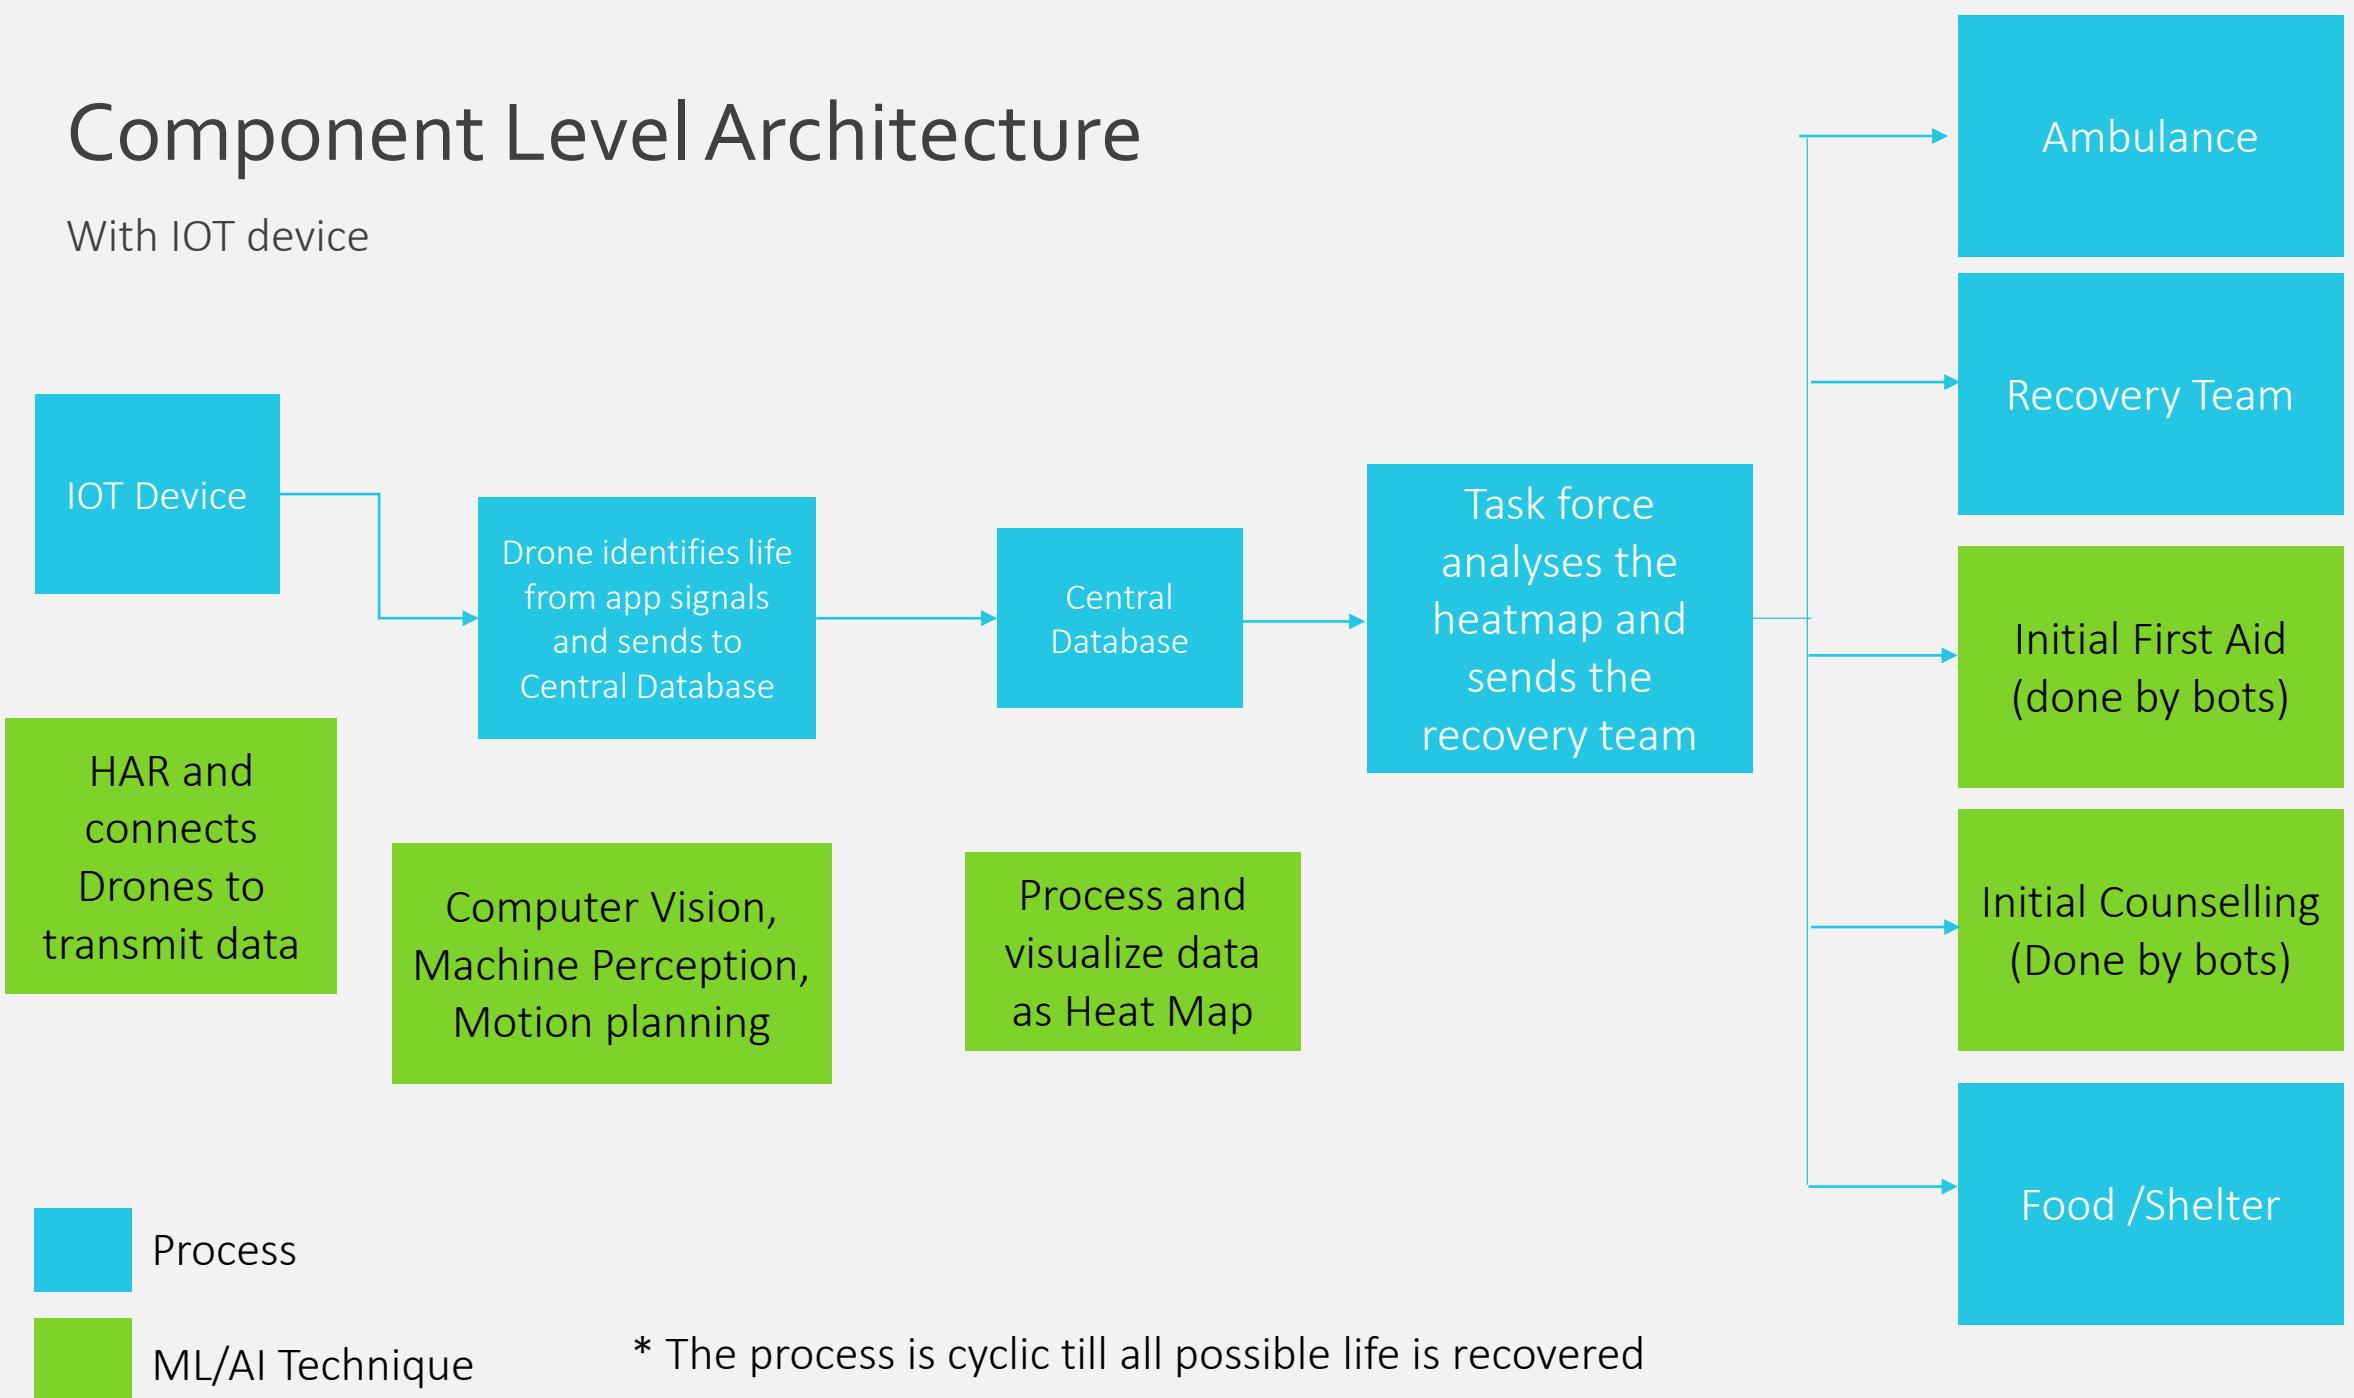 Component Level Architecture
With IOT device
IOT Device
Drone identifies life
from app signals
and sends to
Central Database
Central
Database
Task force
analyses the
heatmap and
sends the
recovery team
Ambulance
Recovery Team
Initial First Aid
(done by bots)
Initial Counselling
(Done by bots)
Food /Shelter
HAR and
connects
Drones to
transmit data
Computer Vision,
Machine Perception,
Motion planning
Process and
visualize data
as Heat Map
Process
ML/AI Technique
* The process is cyclic till all possible life is recovered